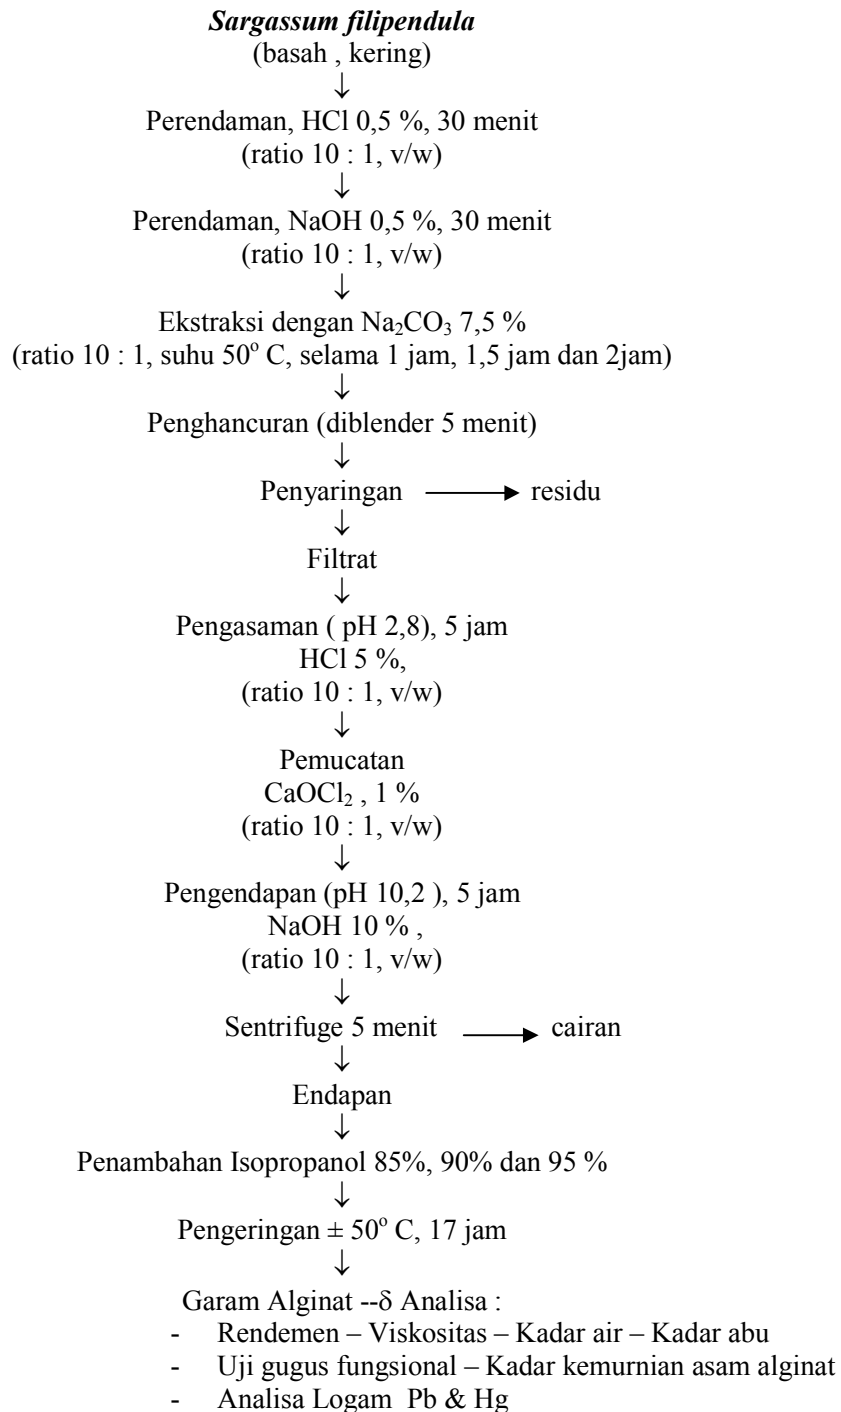 Sargassum filipendula
(basah , kering)
↓
Perendaman, HCl 0,5 %, 30 menit
(ratio 10 : 1, v/w)
↓
Perendaman, NaOH 0,5 %, 30 menit
(ratio 10 : 1, v/w)
↓
Ekstraksi dengan Na₂CO₃ 7,5 %
(ratio 10 : 1, suhu 50° C, selama 1 jam, 1,5 jam dan 2jam)
↓
Penghancuran (diblender 5 menit)
↓
Penyaringan → residu
↓
Filtrat
↓
Pengasaman ( pH 2,8), 5 jam
HCl 5 %,
(ratio 10 : 1, v/w)
↓
Pemucatan
CaOCl₂ , 1 %
(ratio 10 : 1, v/w)
↓
Pengendapan (pH 10,2 ), 5 jam
NaOH 10 % ,
(ratio 10 : 1, v/w)
↓
Sentrifuge 5 menit → cairan
↓
Endapan
↓
Penambahan Isopropanol 85%, 90% dan 95 %
↓
Pengeringan ± 50° C, 17 jam
↓
Garam Alginat --δ Analisa :
- Rendemen – Viskositas – Kadar air – Kadar abu
- Uji gugus fungsional – Kadar kemurnian asam alginat
- Analisa Logam Pb & Hg